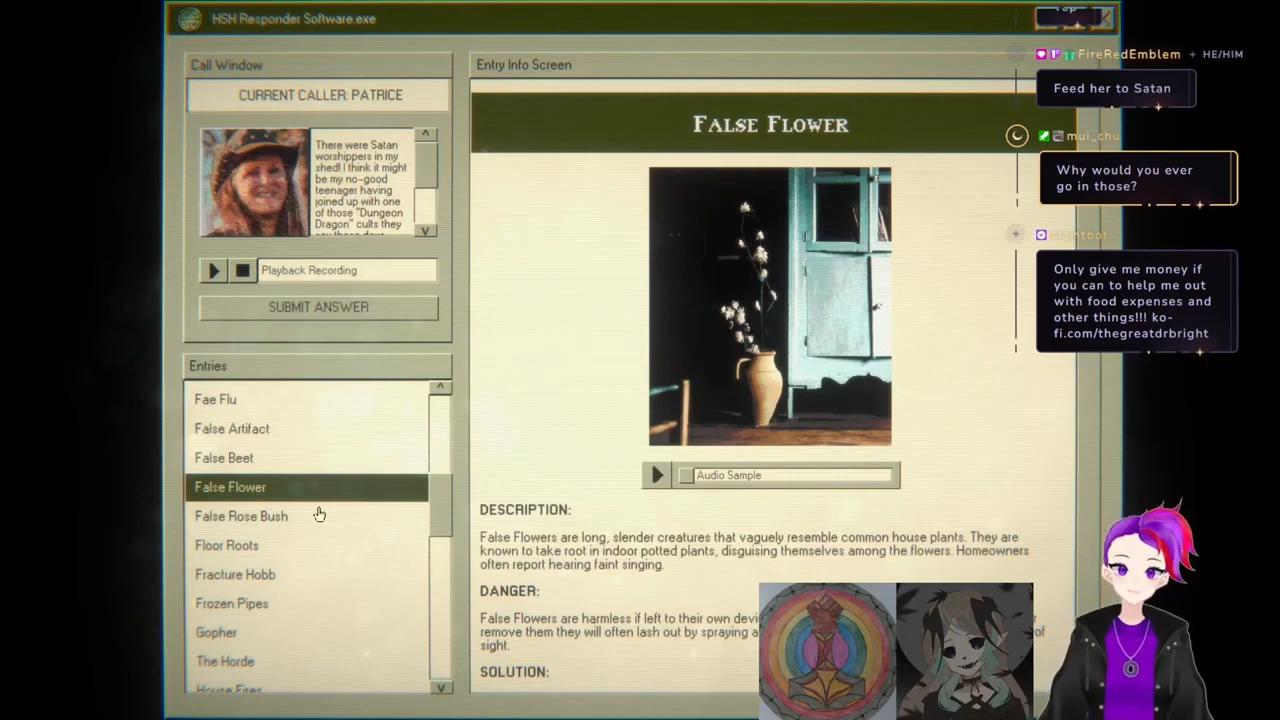 HSH Responder Software.exe
Call Window
CURRENT CALLER: PATRICE
There were Satan
worshippers in my
shed! I think it might
be my no-good
teenager having
joined up with one
of those "Dungeon
Dragon" cults they
Playback Recording
SUBMIT ANSWER
Entries
Fae Flu
False Artifact
False Beet
False Flower
False Rose Bush
Floor Roots
Fracture Hobb
Frozen Pipes
Gopher
The Horde
House Fires
Entry Info Screen
FALSE FLOWER
Audio Sample
DESCRIPTION:
False Flowers are long, slender creatures that vaguely resemble common house plants. They are
known to take root in indoor potted plants, disguising themselves among the flowers. Homeowners
often report hearing faint singing.
DANGER:
False Flowers are harmless if left to their own
remove them they will often lash out by spraying a of
sight.
SOLUTION:
FireRedEmblem + HE/HIM
Feed her to Satan
mui_chu
Why would you ever
go in those?
Only give me money if
you can to help me out
with food expenses and
other things!!! ko-
fi.com/thegreatdrbright